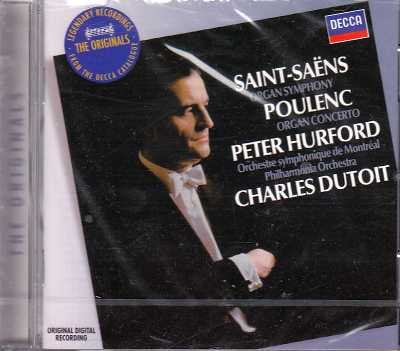 LEGENDARY RECORDINGS
THE ORIGINALS
FROM THE DECCA CATALOGUE
DECCA
SAINT-SAËNS
ORGAN SYMPHONY
POULENC
ORGAN CONCERTO
PETER HURFORD
Orchestre symphonique de Montréal
Philharmonia Orchestra
CHARLES DUTOIT
THE ORIGINALS
ORIGINAL DIGITAL
RECORDING